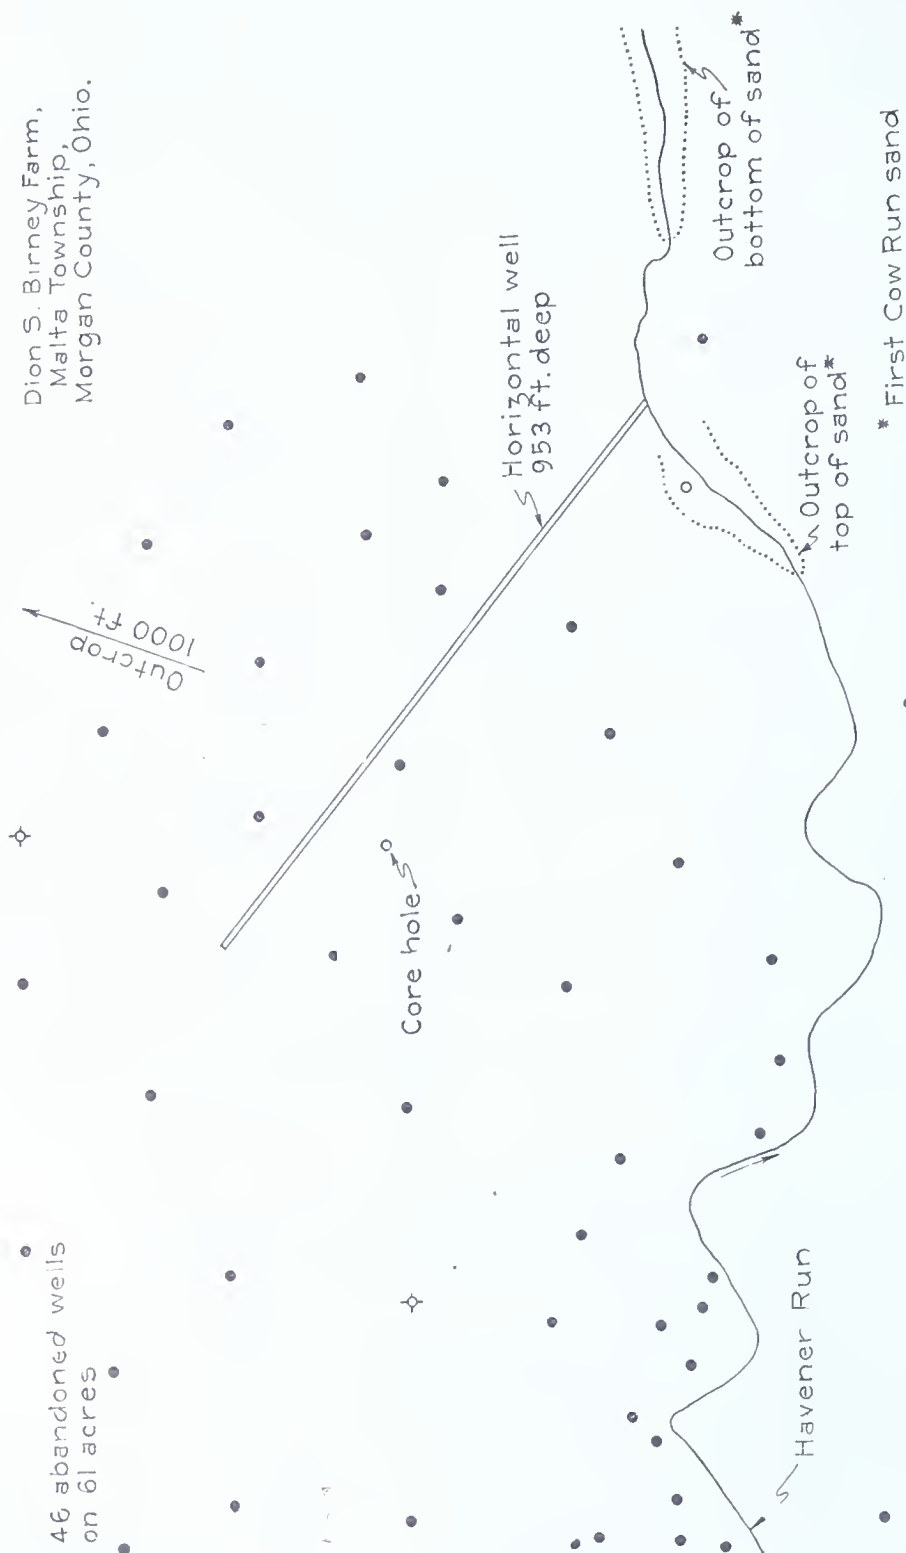 46 abandoned wells
on 61 acres
Dion S. Birney Farm,
Malta Township,
Morgan County, Ohio.
Outcrop
1000 ft.
Core hole
Horizontal well
953 ft. deep
Havener Run
Outcrop of
top of sand*
Outcrop of
bottom of sand*
* First Cow Run sand